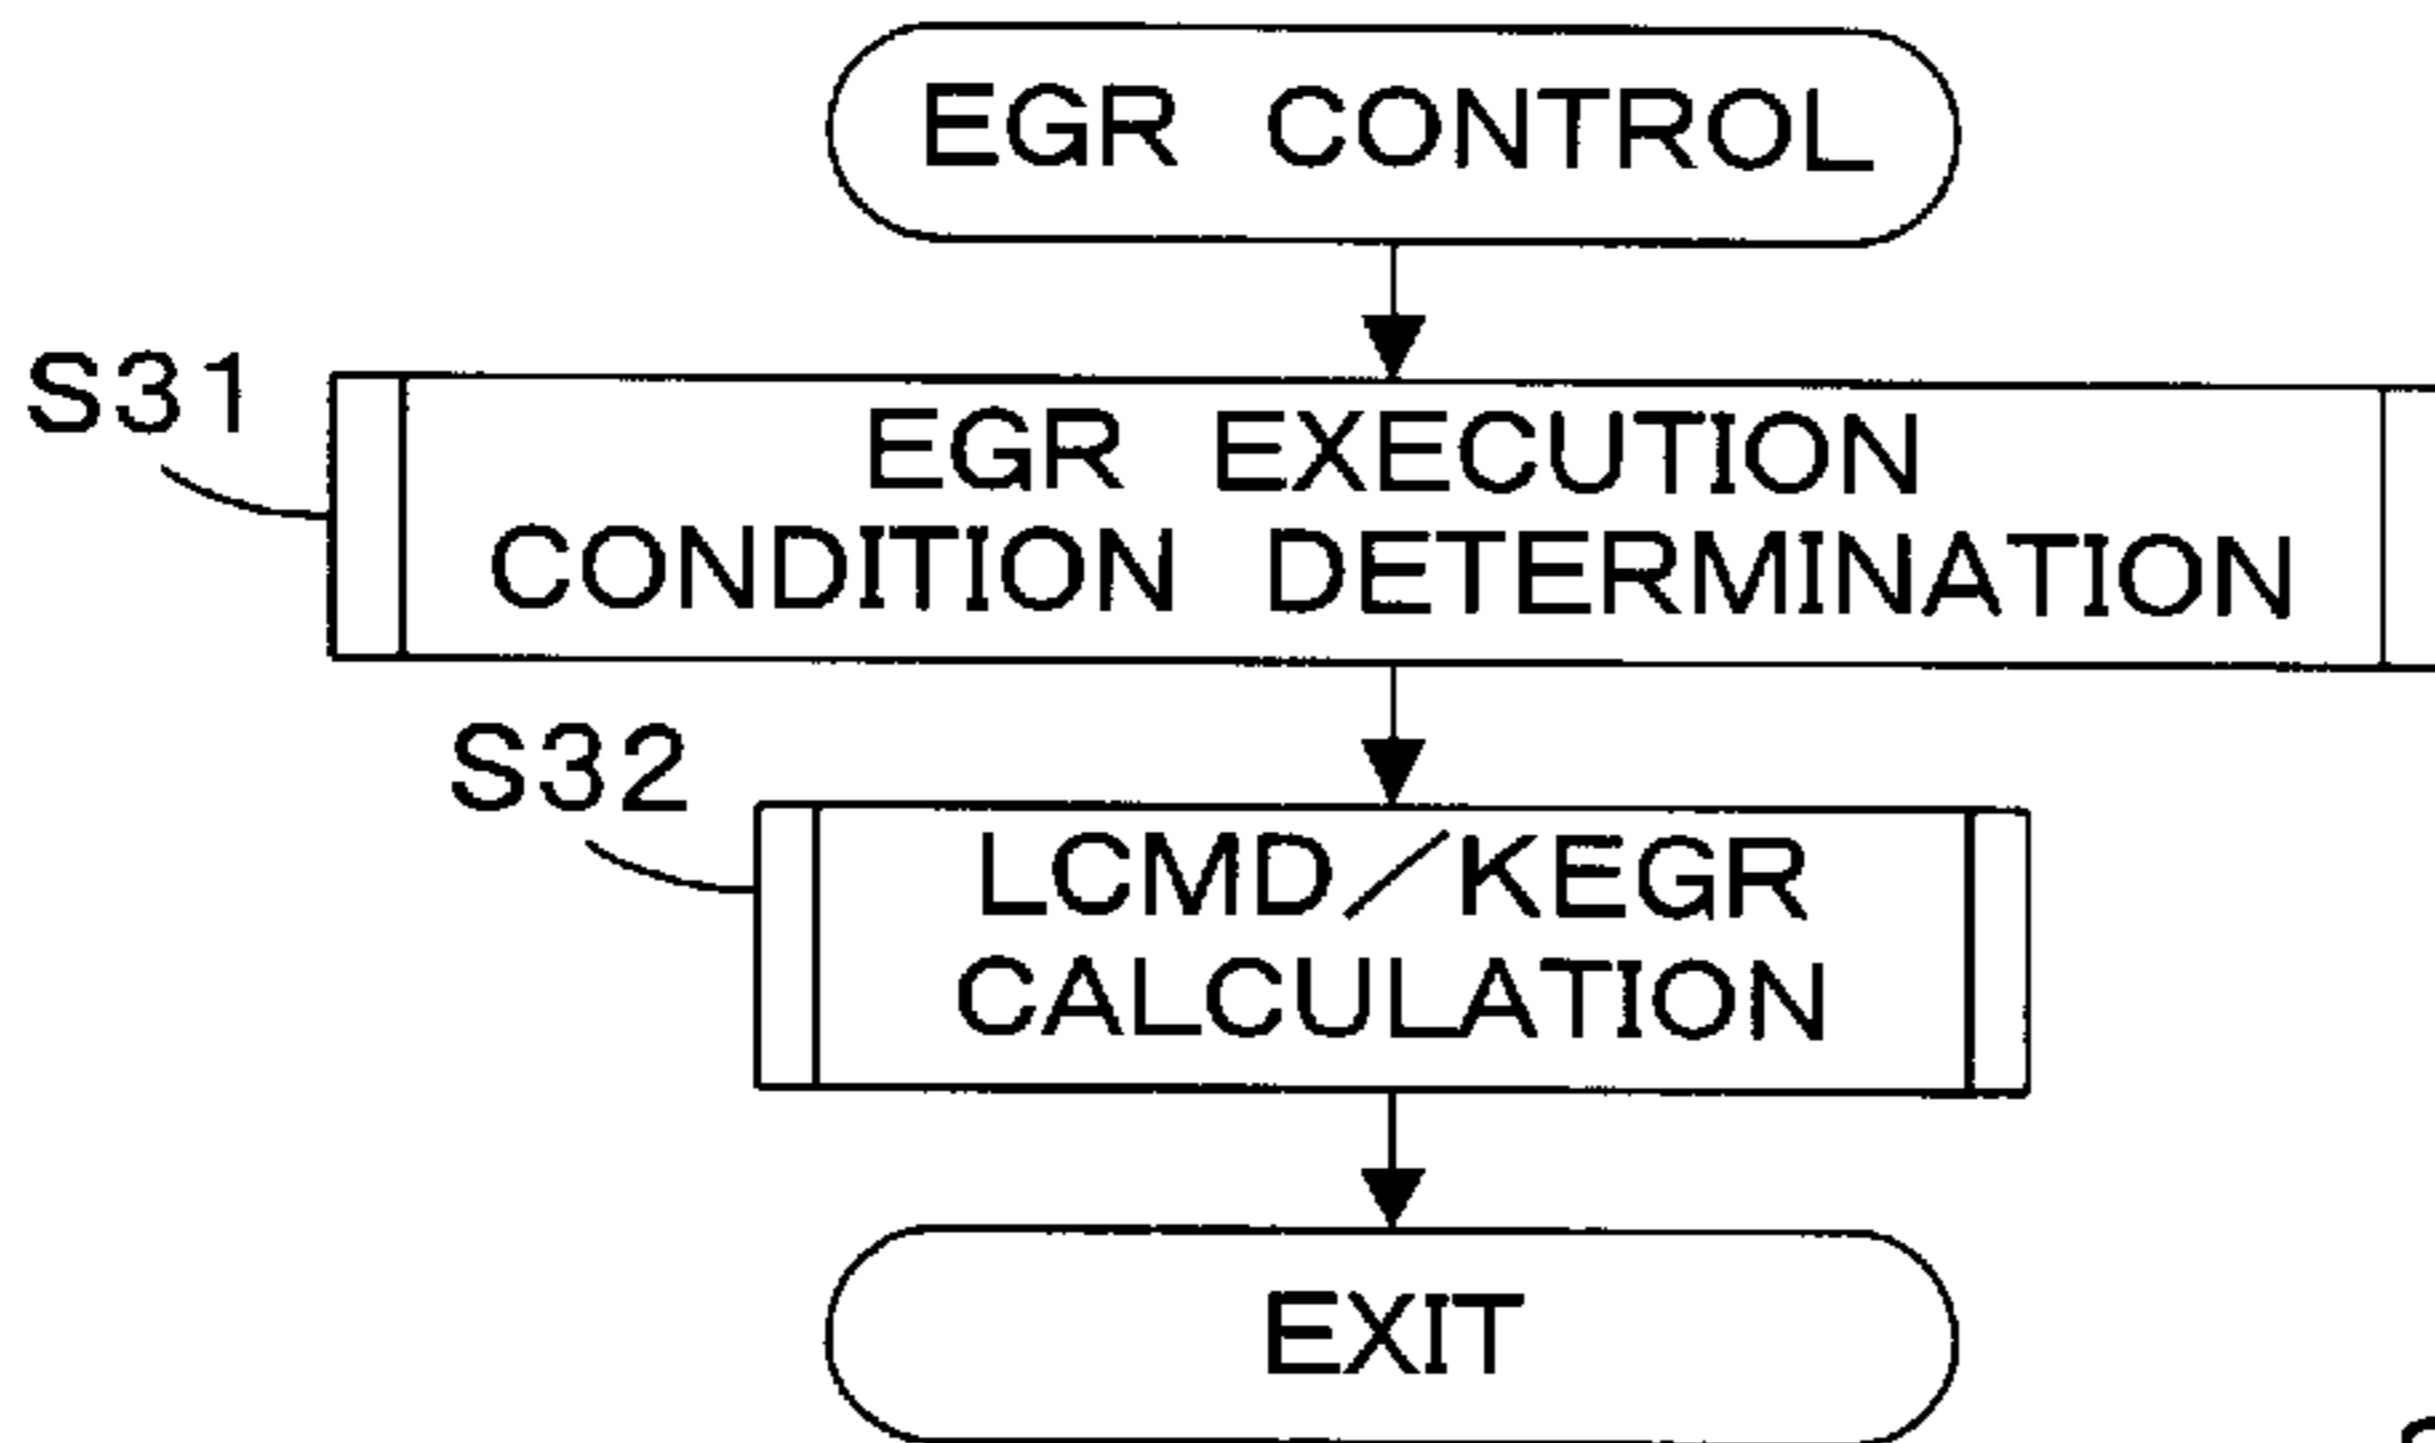 EGR CONTROL
S31
EGR EXECUTION
CONDITION DETERMINATION
S32
LCMD/KEGR
CALCULATION
EXIT